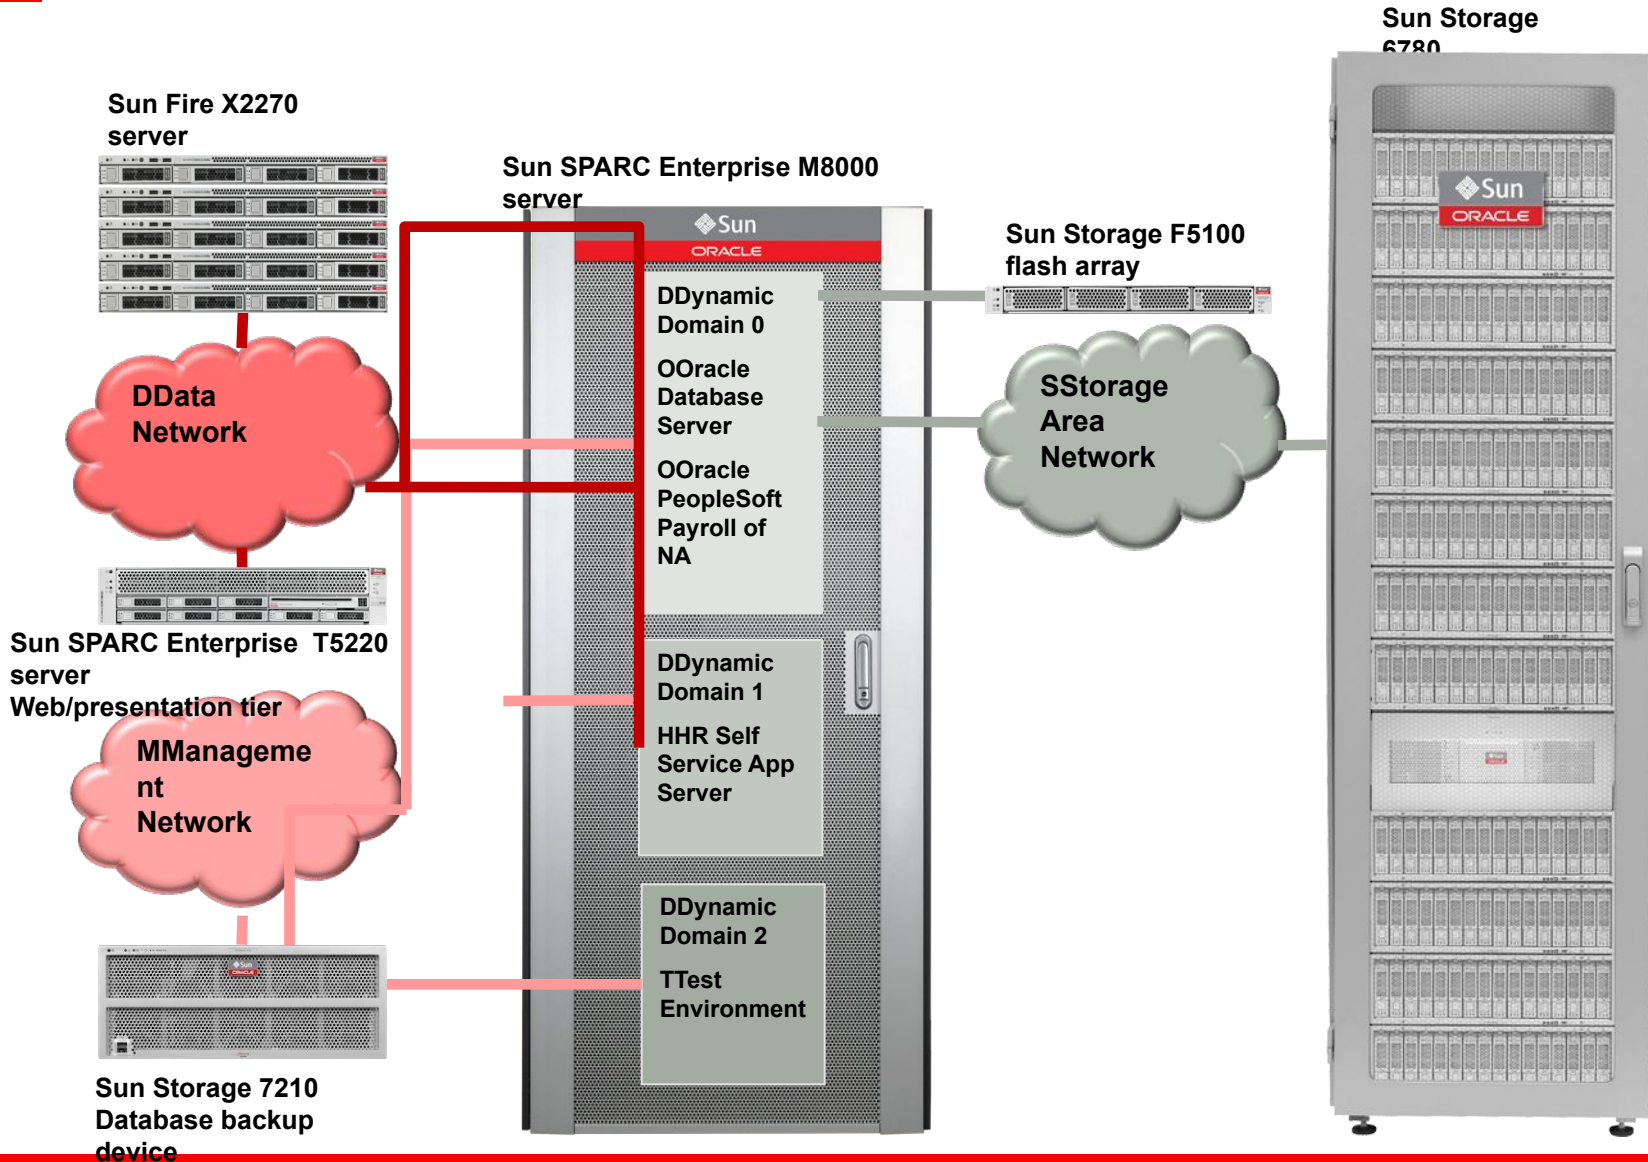 Sun Storage
6780
Sun Fire X2270
server
Sun SPARC Enterprise M8000
server
Sun
ORACLE
Sun Storage F5100
flash array
Sun
ORACLE
DDynamic
Domain 0
OOracle
Database
Server
OOracle
PeopleSoft
Payroll of
NA
DData
Network
SStorage
Area
Network
Sun SPARC Enterprise  T5220
server
Web/presentation tier
DDynamic
Domain 1
HHR Self
Service App
Server
MManageme
nt
Network
DDynamic
Domain 2
TTest
Environment
Sun
ORACLE
Sun Storage 7210
Database backup
device